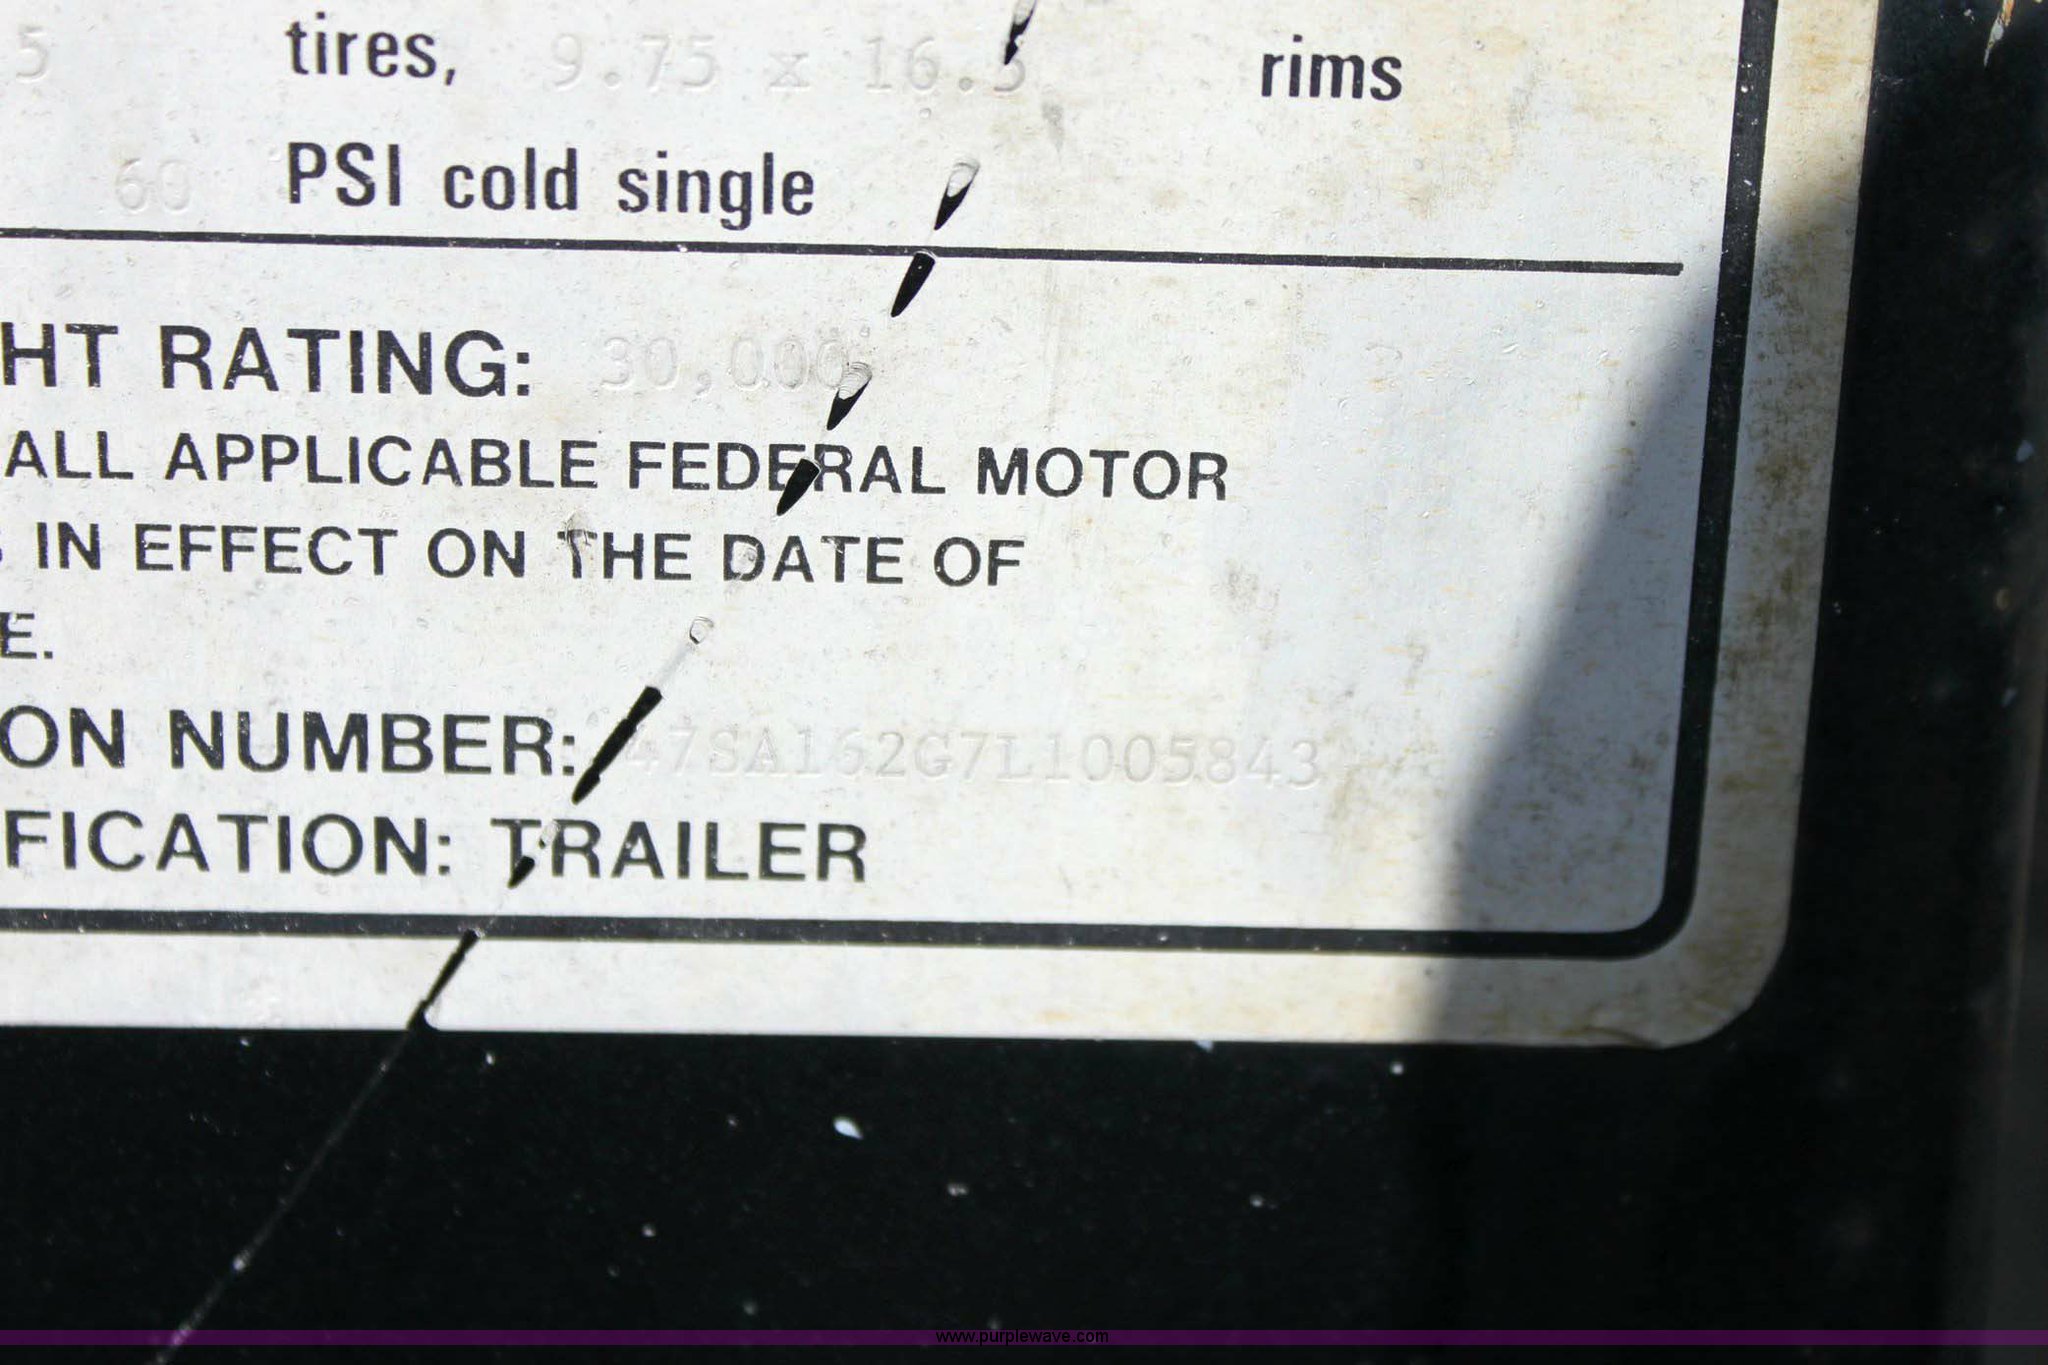 5 tires, 9.75 x 16.5 rims
60 PSI cold single
HT RATING: 30,000
ALL APPLICABLE FEDERAL MOTOR
S IN EFFECT ON THE DATE OF
E.
ON NUMBER: 47SA162G7L1005843
FICATION: TRAILER
www.purplewave.com